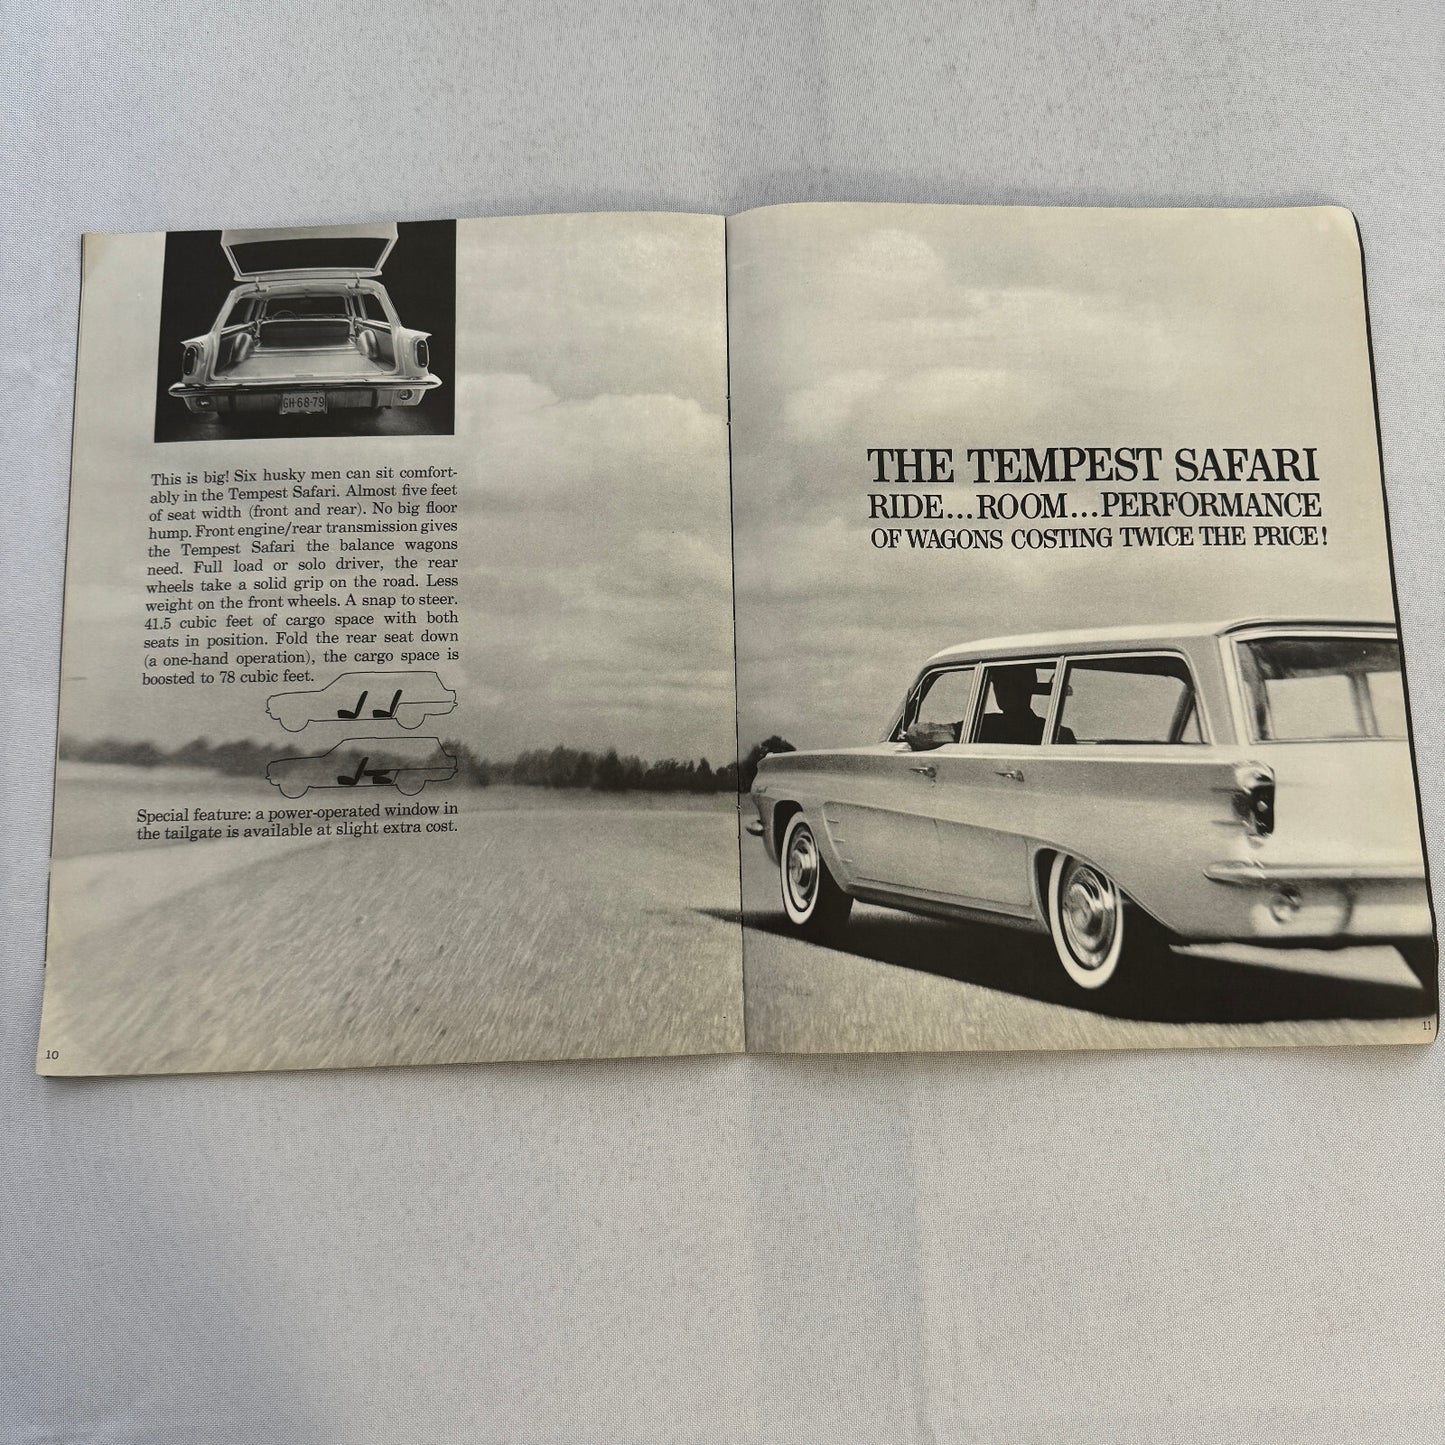 GH-68-79
This is big! Six husky men can sit comfort-
ably in the Tempest Safari. Almost five feet
of seat width (front and rear). No big floor
hump. Front engine/rear transmission gives
the Tempest Safari the balance wagons
need. Full load or solo driver, the rear
wheels take a solid grip on the road. Less
weight on the front wheels. A snap to steer.
41.5 cubic feet of cargo space with both
seats in position. Fold the rear seat down
(a one-hand operation), the cargo space is
boosted to 78 cubic feet.
Special feature: a power-operated window in
the tailgate is available at slight extra cost.
10
THE TEMPEST SAFARI
RIDE...ROOM...PERFORMANCE
OF WAGONS COSTING TWICE THE PRICE!
11